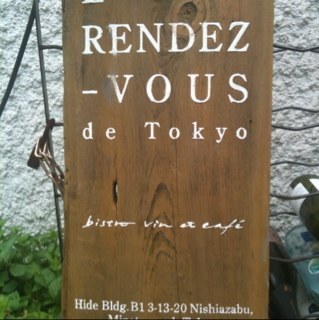 RENDEZ
-VOUS
de Tokyo
bistro vin et café
Hide Bldg. B1 3-13-20 Nishiazabu,